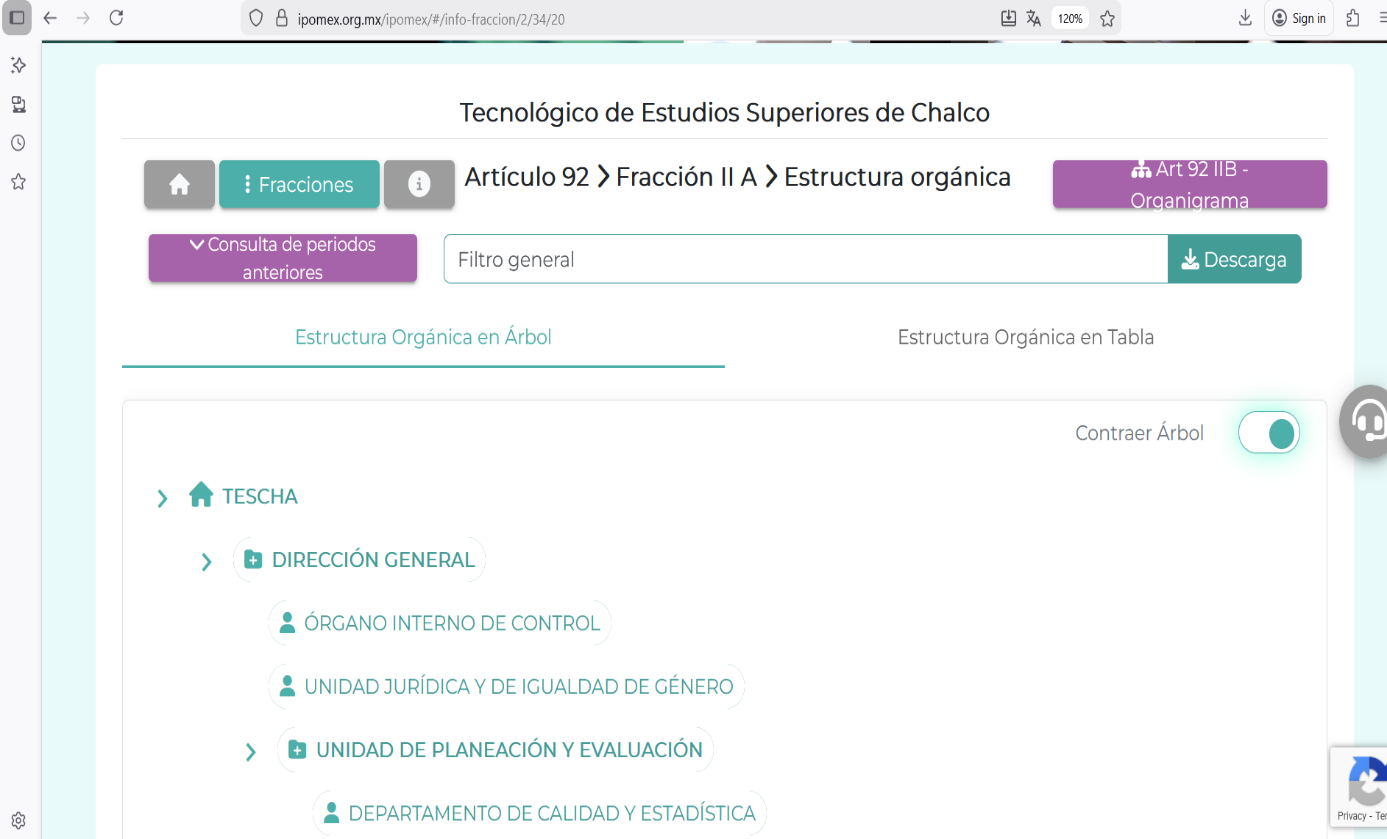 ipomex.org.mx/ipomex/#/info-fraccion/2/34/20
120%
Sign in
Tecnológico de Estudios Superiores de Chalco
Fracciones
Artículo 92 > Fracción II A > Estructura orgánica
Art 92 IIB -
Organigrama
Consulta de periodos
anteriores
Filtro general
Descarga
Estructura Orgánica en Árbol
Estructura Orgánica en Tabla
Contraer Árbol
TESCHA
DIRECCIÓN GENERAL
ÓRGANO INTERNO DE CONTROL
UNIDAD JURÍDICA Y DE IGUALDAD DE GÉNERO
UNIDAD DE PLANEACIÓN Y EVALUACIÓN
DEPARTAMENTO DE CALIDAD Y ESTADÍSTICA
Privacy -